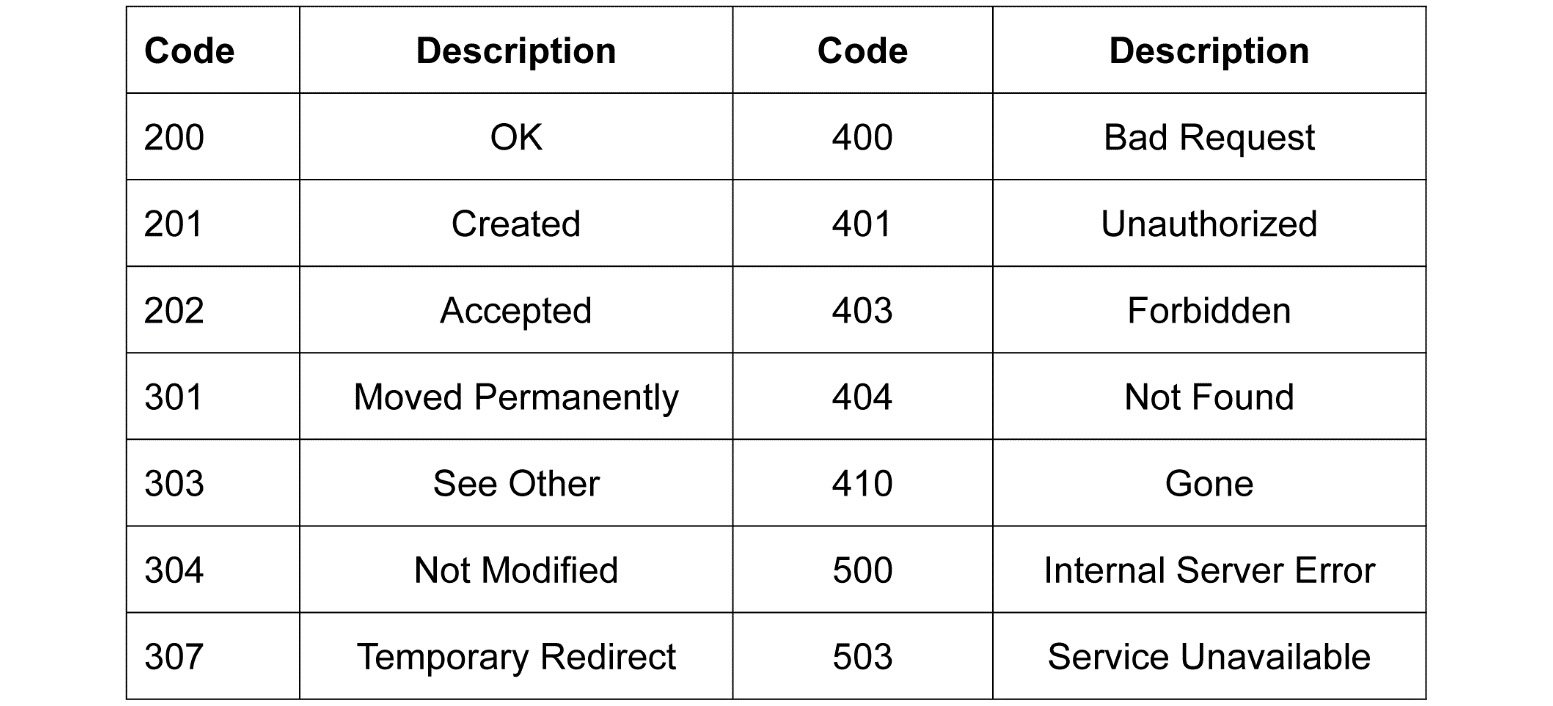 Code Description Code Description
200 OK 400 Bad Request
201 Created 401 Unauthorized
202 Accepted 403 Forbidden
301 Moved Permanently 404 Not Found
303 See Other 410 Gone
304 Not Modified 500 Internal Server Error
307 Temporary Redirect 503 Service Unavailable